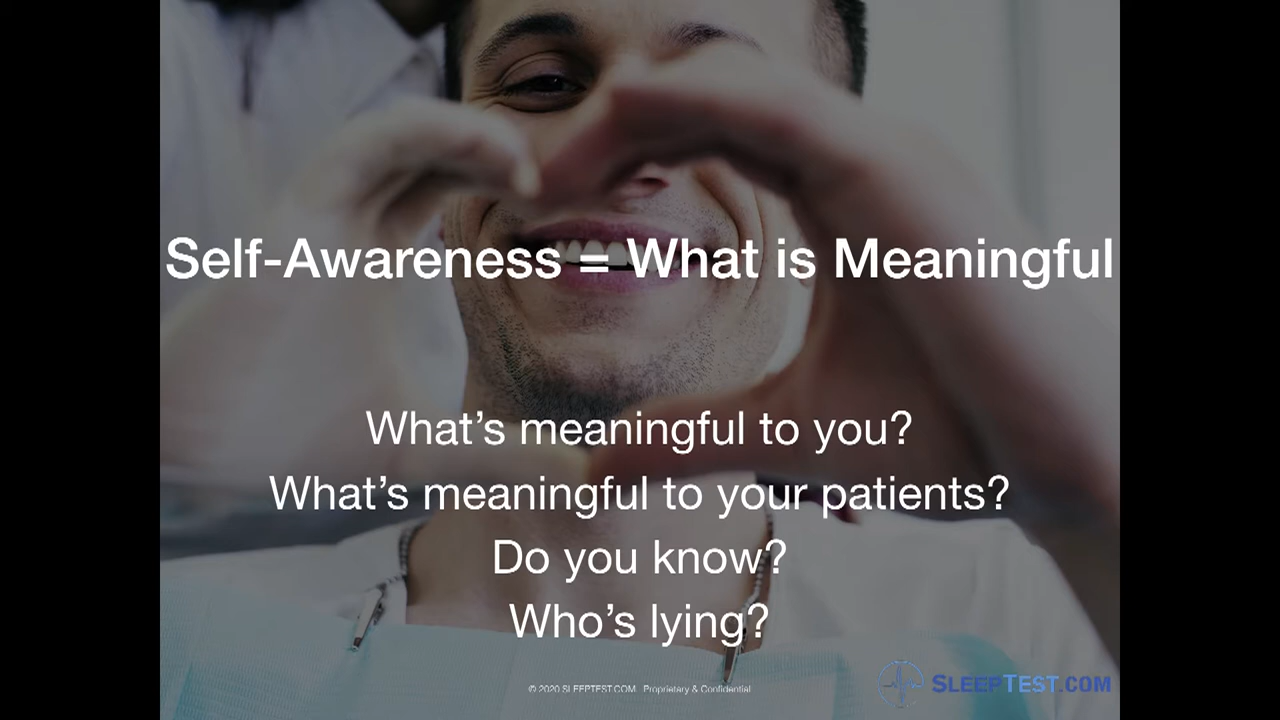 Self-Awareness = What is Meaningful
What's meaningful to you?
What's meaningful to your patients?
Do you know?
Who's lying?
© 2020 SLEEPTEST.COM Proprietary & Confidential
SLEEPTEST.COM